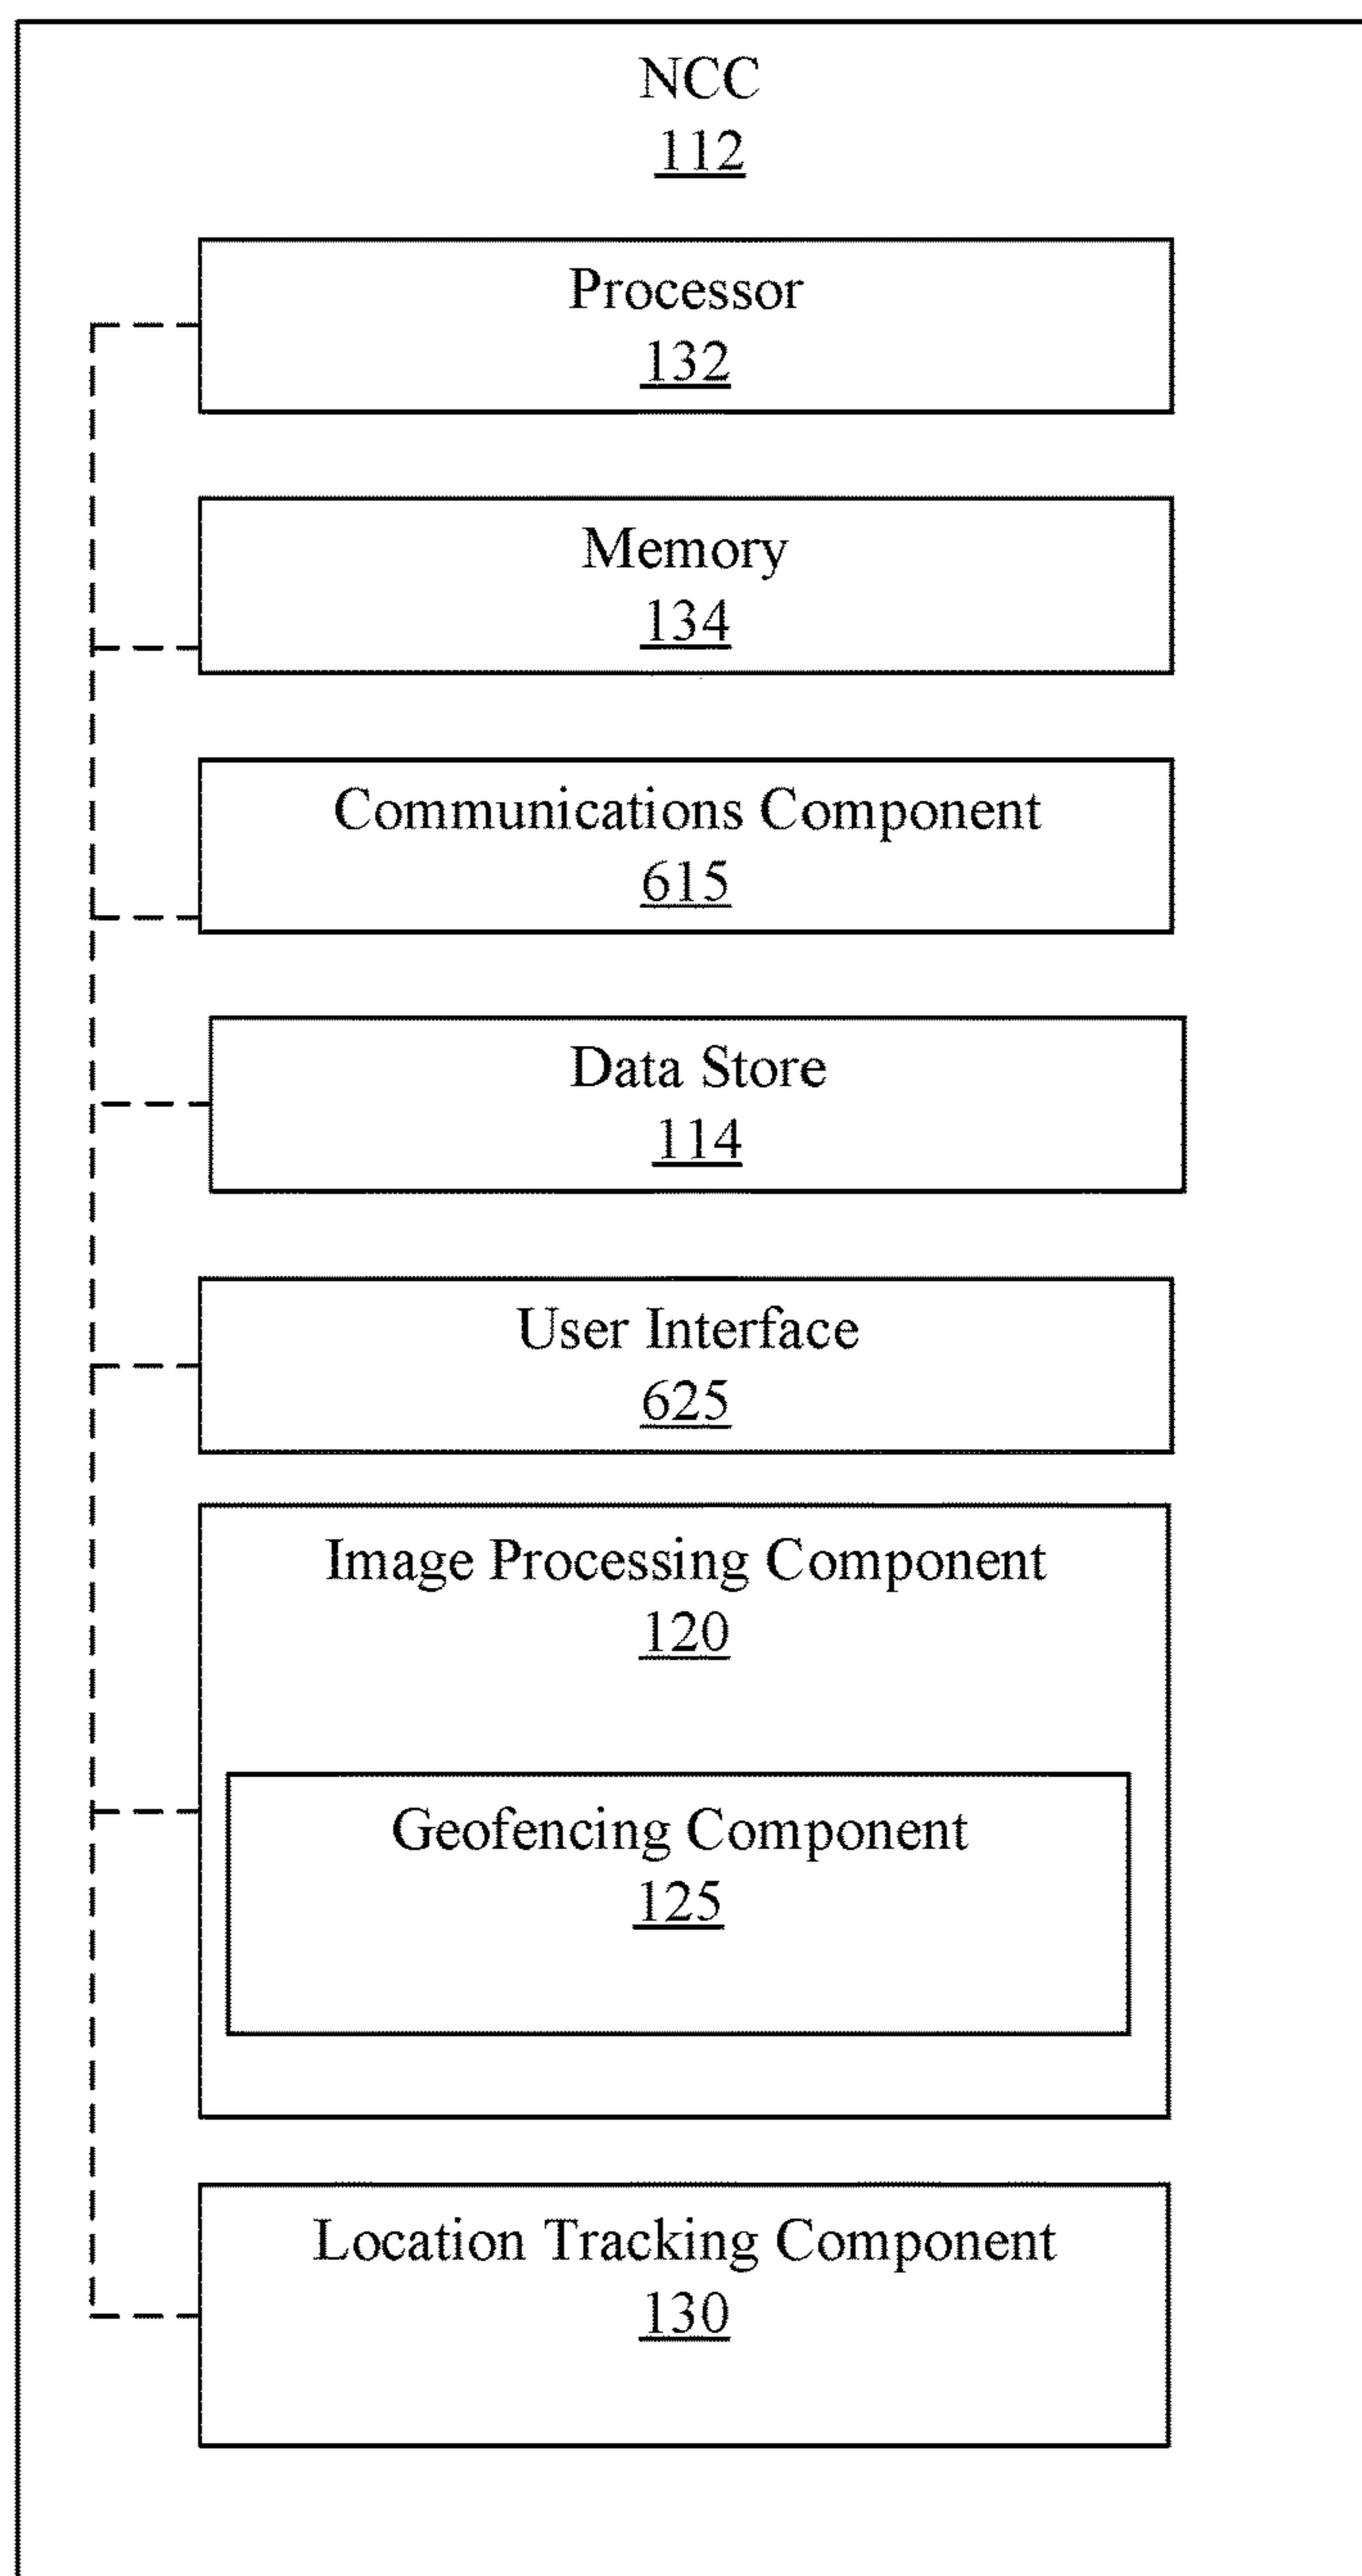 NCC
112
Processor
132
Memory
134
Communications Component
615
Data Store
114
User Interface
625
Image Processing Component
120
Geofencing Component
125
Location Tracking Component
130